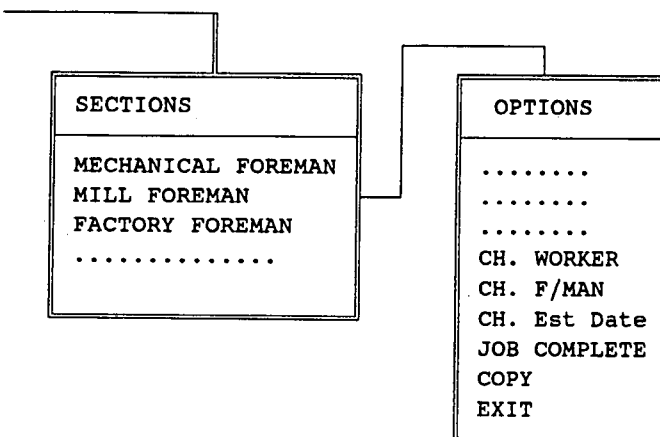 SECTIONS
MECHANICAL FOREMAN
MILL FOREMAN
FACTORY FOREMAN
..............
OPTIONS
........
........
........
CH. WORKER
CH. F/MAN
CH. Est Date
JOB COMPLETE
COPY
EXIT